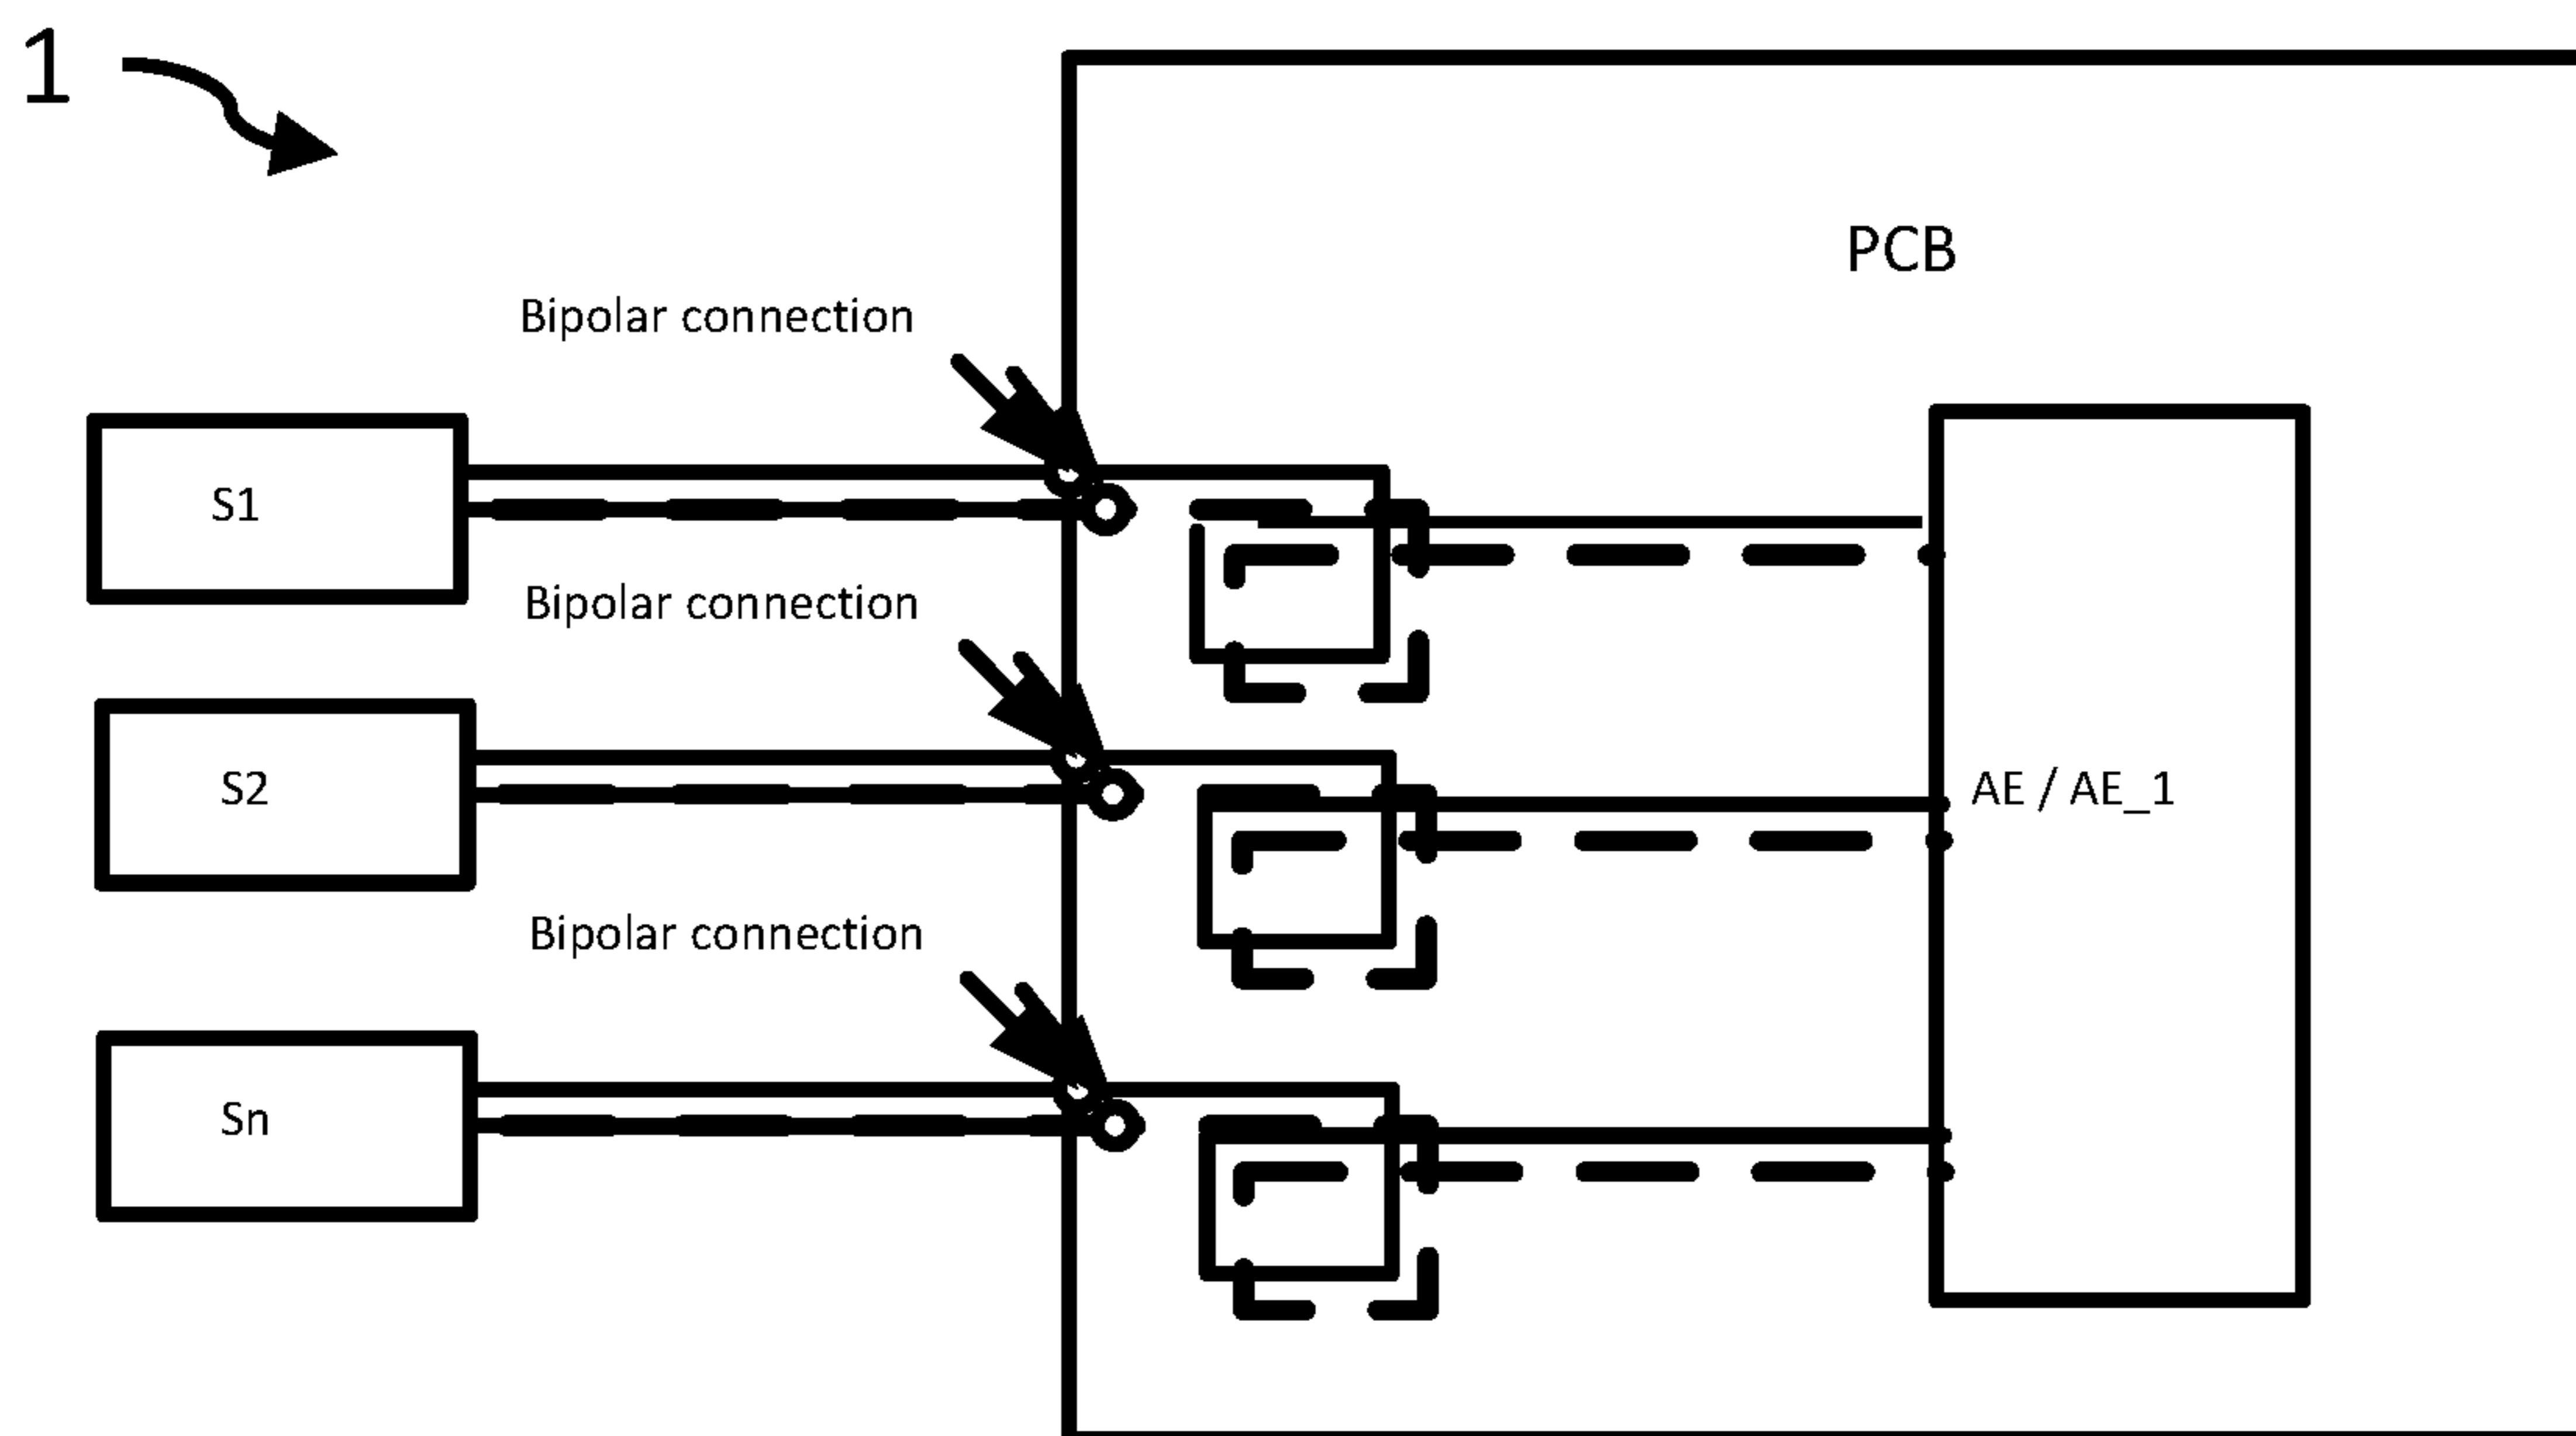 1
PCB
Bipolar connection
S1
Bipolar connection
S2
AE / AE_1
Bipolar connection
Sn